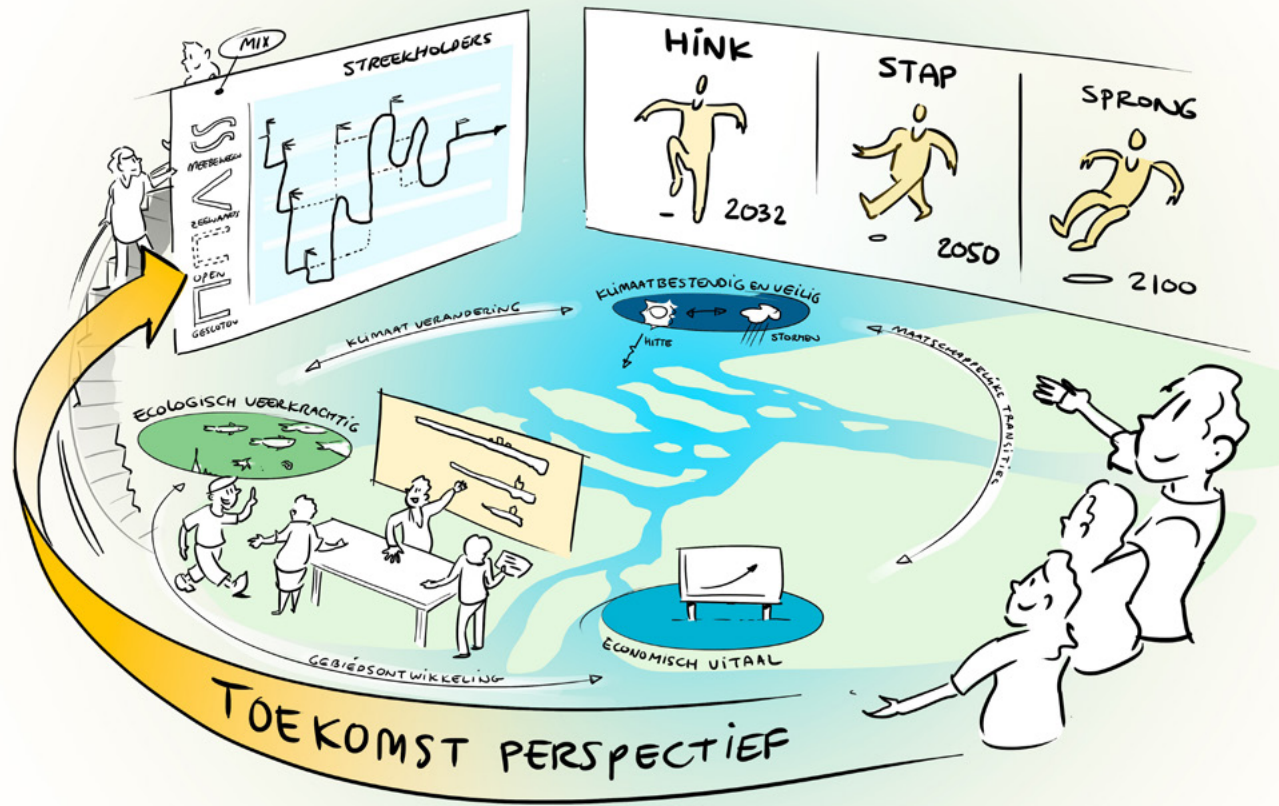 MIX
STREEKHOLDERS
MEEBEWEGEN
ZEEWAARTS
OPEN
GESLOTEN
HINK
2032
STAP
2050
SPRONG
2100
KLIMAATBESTENDIG EN VEILIG
HITTE
STORMEN
KLIMAAT VERANDERING
MAATSCHAPPELIJKE TRANSITIES
ECOLOGISCH VEERKRACHTIG
ECONOMISCH VITAAL
GEBIEDSONTWIKKELING
TOEKOMST PERSPECTIEF